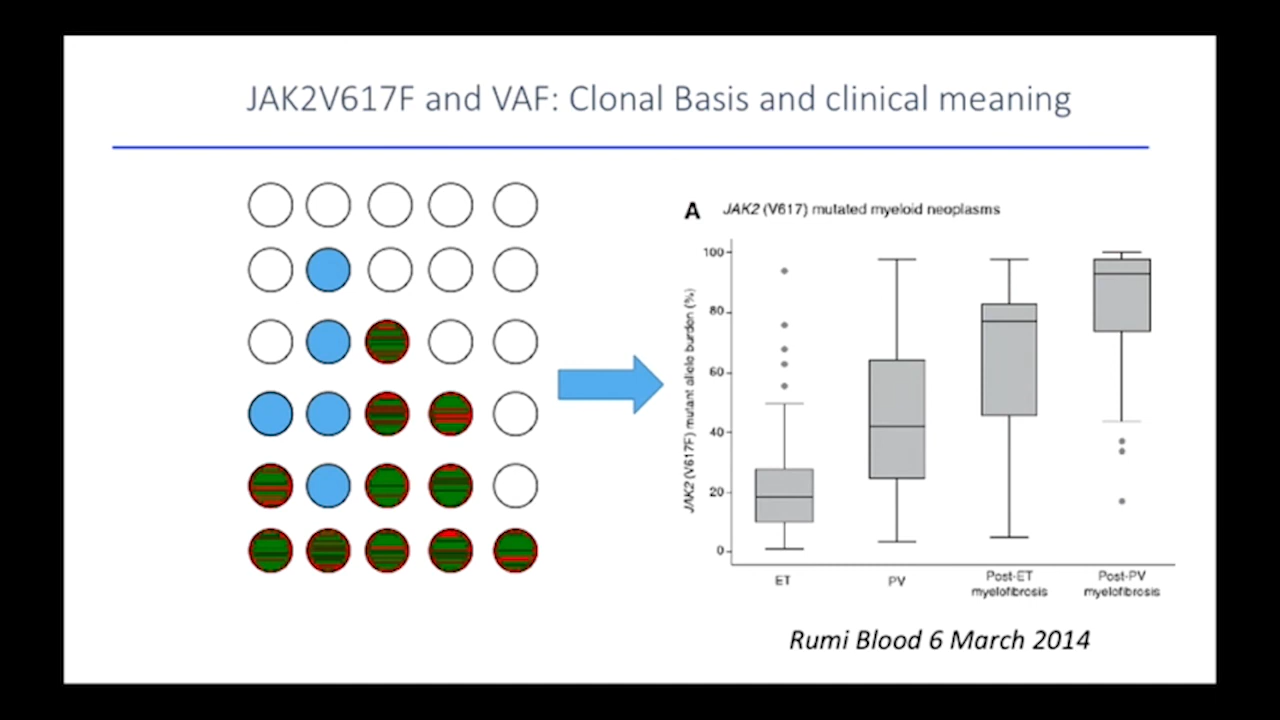 JAK2V617F and VAF: Clonal Basis and clinical meaning
A JAK2 (V617) mutated myeloid neoplasms
JAK2 (V617F) mutant allele burden (%)
100
80
60
40
20
0
ET
PV
Post-ET
myelofibrosis
Post-PV
myelofibrosis
Rumi Blood 6 March 2014